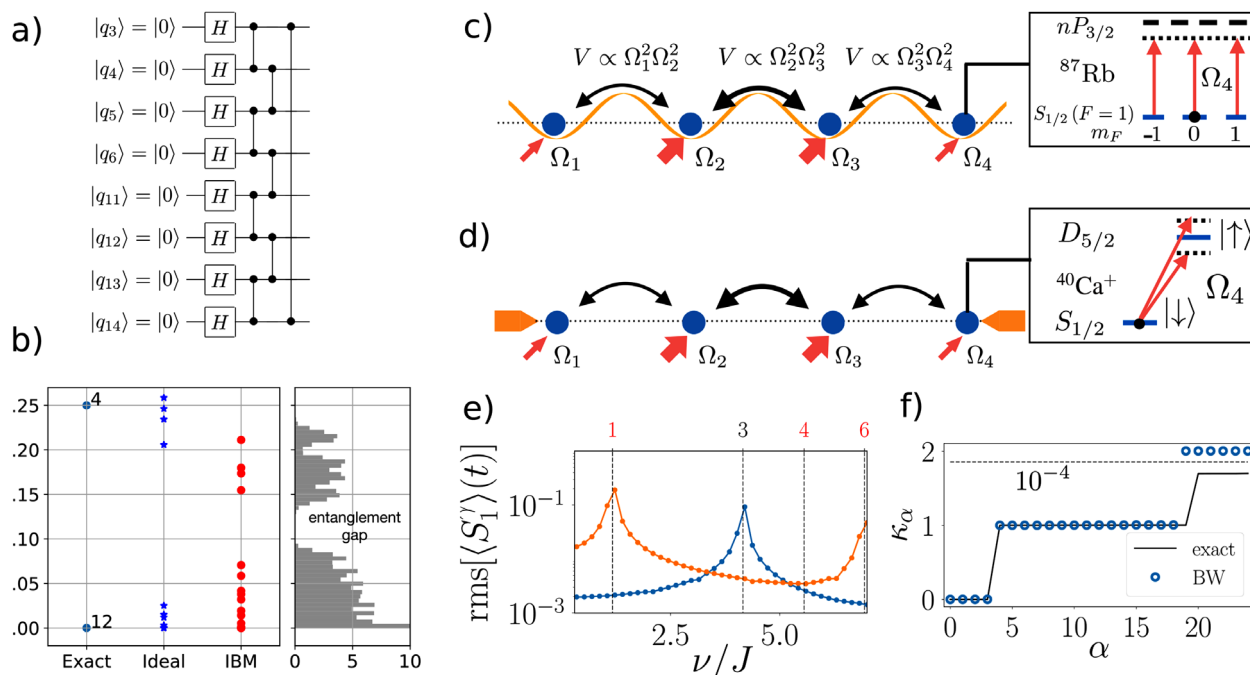 a)
|q₃⟩ = |0⟩ H
|q₄⟩ = |0⟩ H
|q₅⟩ = |0⟩ H
|q₆⟩ = |0⟩ H
|q₁₁⟩ = |0⟩ H
|q₁₂⟩ = |0⟩ H
|q₁₃⟩ = |0⟩ H
|q₁₄⟩ = |0⟩ H
b)
.25
.20
.15
.10
.05
.00
4
12
Exact Ideal IBM
entanglement
gap
0 5 10
c)
V ∝ Ω₁²Ω₂² V ∝ Ω₂²Ω₃² V ∝ Ω₃²Ω₄²
Ω₁ Ω₂ Ω₃ Ω₄
nP₃/₂
⁸⁷Rb Ω₄
S₁/₂ (F = 1)
m_F -1 0 1
d)
Ω₁ Ω₂ Ω₃ Ω₄
D₅/₂ |↑⟩
⁴⁰Ca⁺ Ω₄
S₁/₂ |↓⟩
e)
1 3 4 6
rms[⟨S₁^γ⟩(t)]
10⁻¹
10⁻³
2.5 5.0
ν/J
f)
2
1
0
κ_α
10⁻⁴
exact
BW
0 5 10 15 20
α